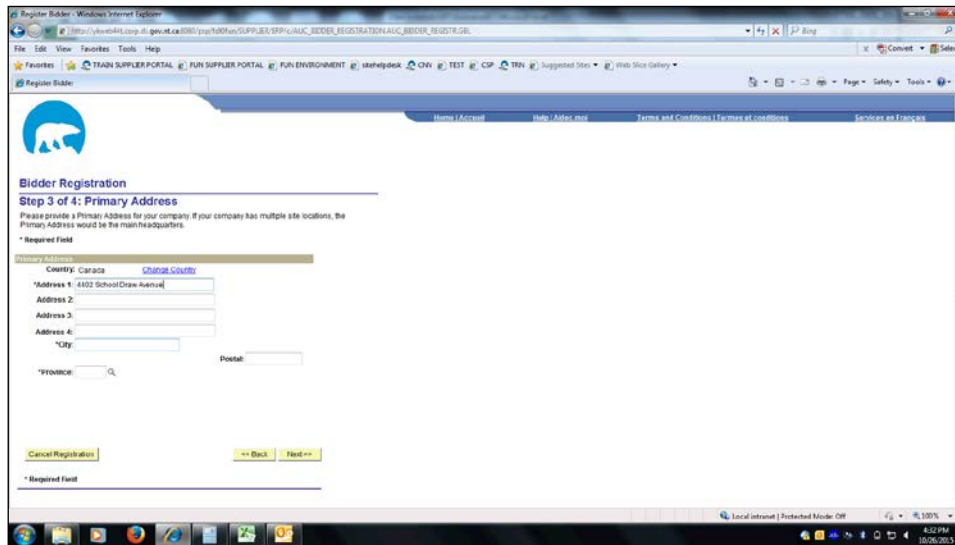 Register Bidder - Windows Internet Explorer
Bing
File Edit View Favorites Tools Help
Convert Select
Favorites TRAIN SUPPLIER PORTAL FUN SUPPLIER PORTAL FUN ENVIRONMENT sitehelpdesk CNV TEST CSP TRN Suggested Sites Web Slice Gallery
Register Bidder Page Safety Tools
Home | Accueil Help | Aidez moi Terms and Conditions | Termes et conditions Services en Français
Bidder Registration
Step 3 of 4: Primary Address
Please provide a Primary Address for your company. If your company has multiple site locations, the
Primary Address would be the main headquarters.
* Required Field
Primary Address
Country: Canada Change Country
*Address 1: 4402 School Draw Avenue
Address 2:
Address 3:
Address 4:
*City:
Postal:
*Province:
Cancel Registration << Back Next >>
* Required Field
Local intranet | Protected Mode: Off 100%
4:32 PM
10/26/2015